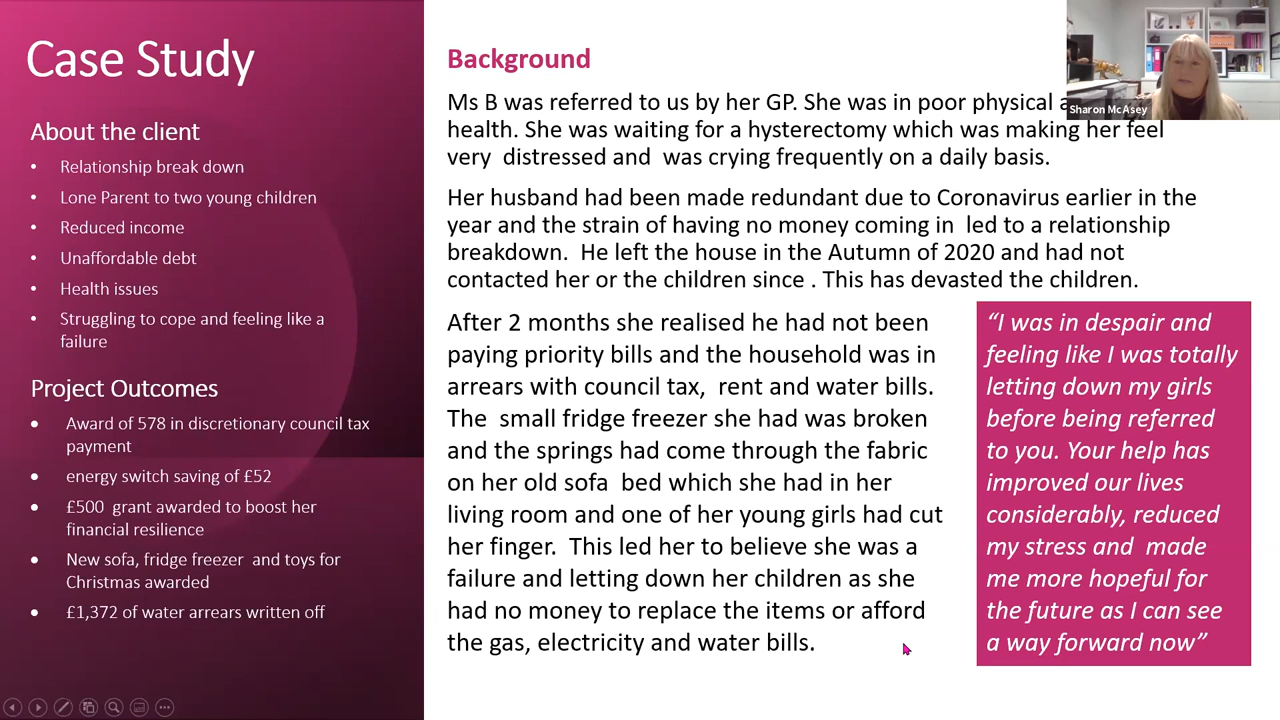 Case Study
About the client
• Relationship break down
• Lone Parent to two young children
• Reduced income
• Unaffordable debt
• Health issues
• Struggling to cope and feeling like a
failure
Project Outcomes
• Award of 578 in discretionary council tax
payment
• energy switch saving of £52
• £500 grant awarded to boost her
financial resilience
• New sofa, fridge freezer and toys for
Christmas awarded
• £1,372 of water arrears written off
Background
Ms B was referred to us by her GP. She was in poor physical
health. She was waiting for a hysterectomy which was making her feel
very distressed and was crying frequently on a daily basis.
Her husband had been made redundant due to Coronavirus earlier in the
year and the strain of having no money coming in led to a relationship
breakdown. He left the house in the Autumn of 2020 and had not
contacted her or the children since . This has devasted the children.
After 2 months she realised he had not been
paying priority bills and the household was in
arrears with council tax, rent and water bills.
The small fridge freezer she had was broken
and the springs had come through the fabric
on her old sofa bed which she had in her
living room and one of her young girls had cut
her finger. This led her to believe she was a
failure and letting down her children as she
had no money to replace the items or afford
the gas, electricity and water bills.
“I was in despair and
feeling like I was totally
letting down my girls
before being referred
to you. Your help has
improved our lives
considerably, reduced
my stress and made
me more hopeful for
the future as I can see
a way forward now”
Sharon McAsey